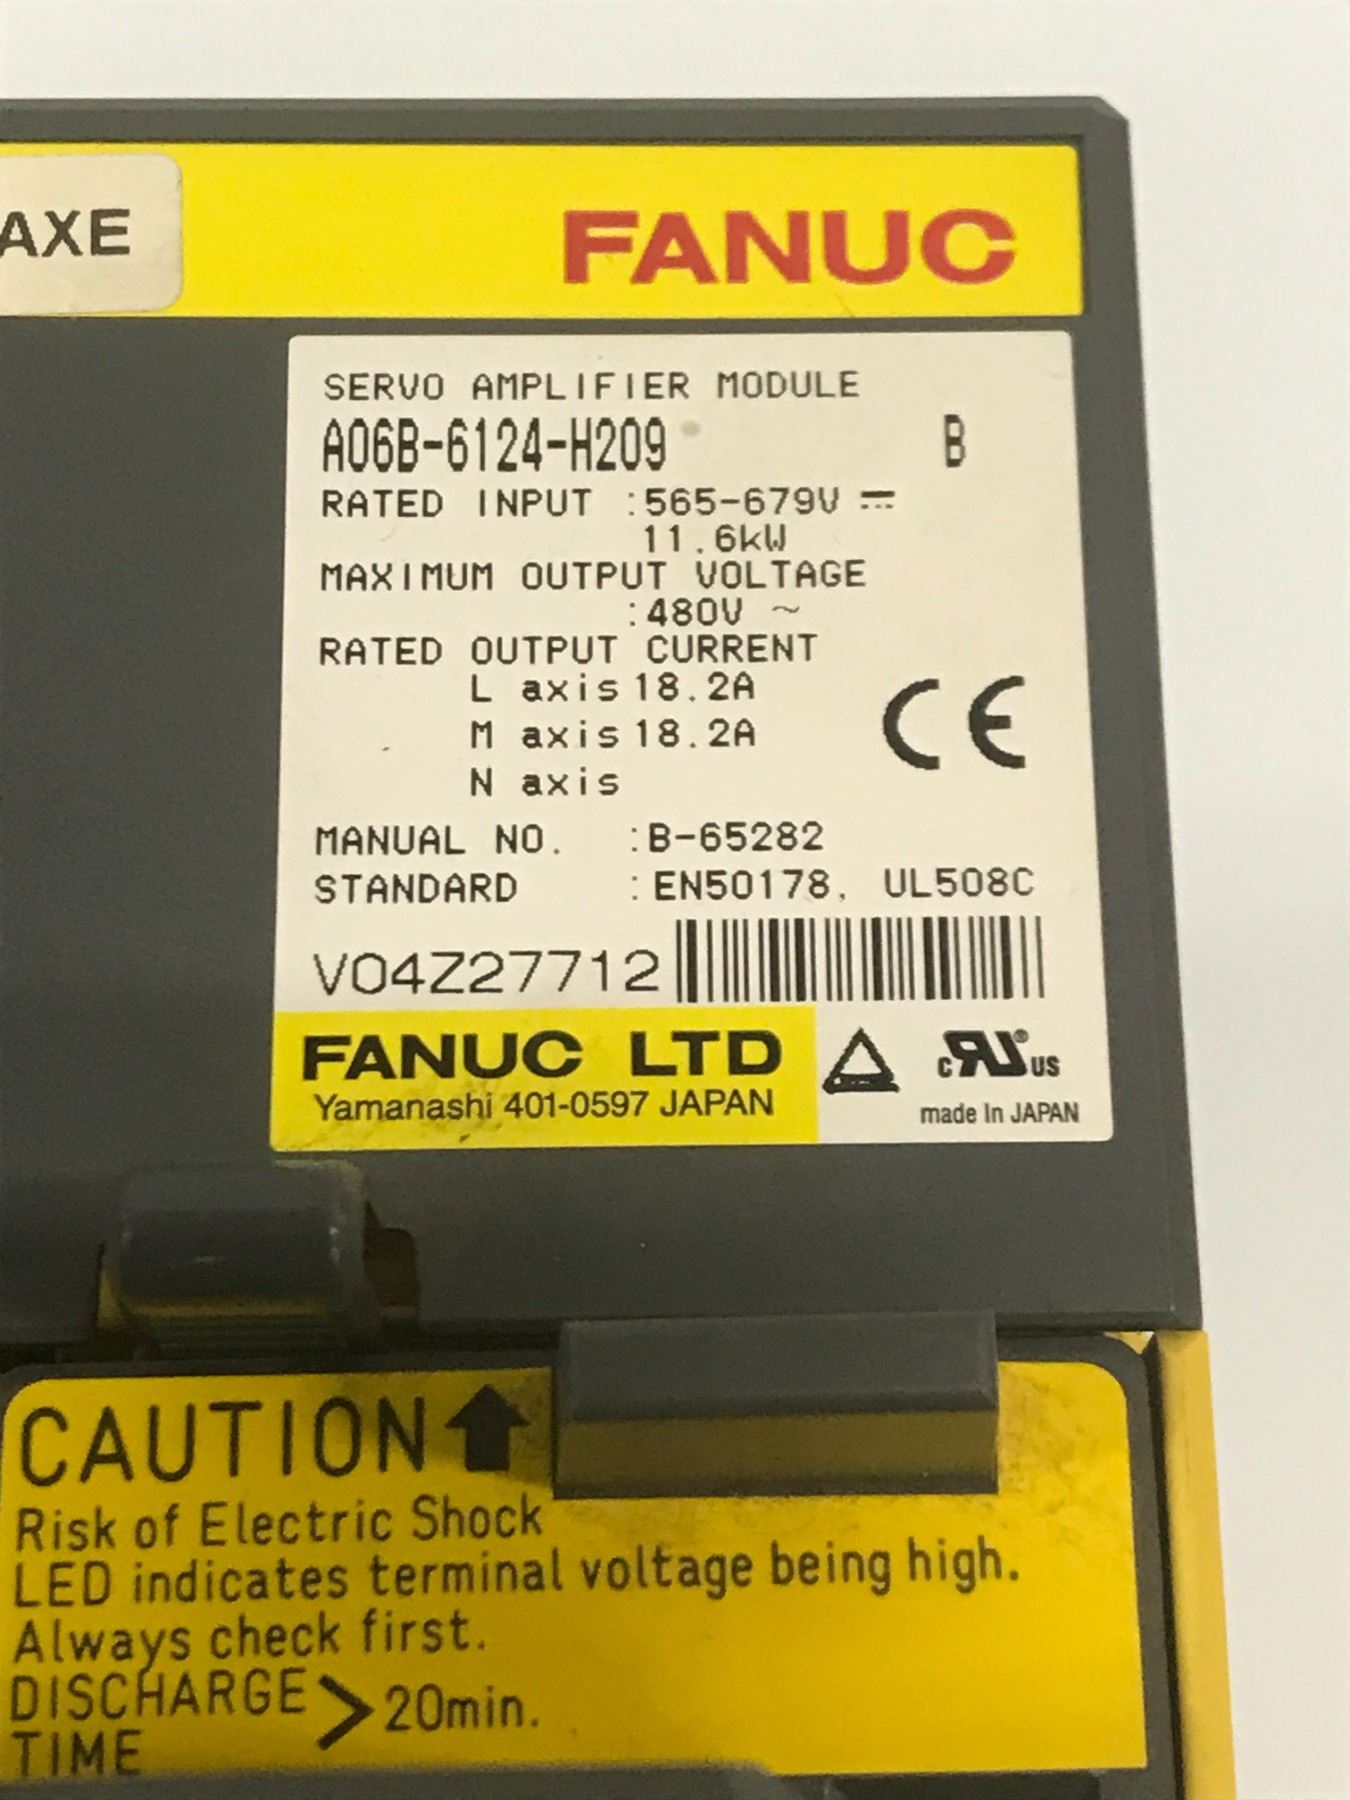 AXE
FANUC
SERVO AMPLIFIER MODULE
A06B-6124-H209 B
RATED INPUT :565-679V ⎓
11.6kW
MAXIMUM OUTPUT VOLTAGE
:480V ~
RATED OUTPUT CURRENT
L axis 18.2A
M axis 18.2A
N axis
CE
MANUAL NO. :B-65282
STANDARD :EN50178, UL508C
V04Z27712
FANUC LTD
Yamanashi 401-0597 JAPAN
c RU ® US
made In JAPAN
CAUTION
Risk of Electric Shock
LED indicates terminal voltage being high.
Always check first.
DISCHARGE > 20min.
TIME